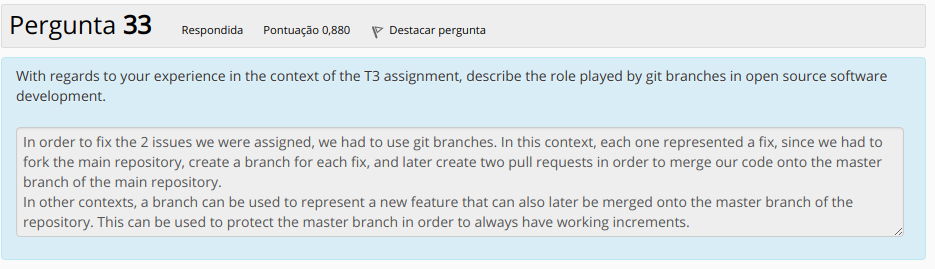 Pergunta 33 Respondida Pontuação 0,880 Destacar pergunta
With regards to your experience in the context of the T3 assignment, describe the role played by git branches in open source software
development.
In order to fix the 2 issues we were assigned, we had to use git branches. In this context, each one represented a fix, since we had to
fork the main repository, create a branch for each fix, and later create two pull requests in order to merge our code onto the master
branch of the main repository.
In other contexts, a branch can be used to represent a new feature that can also later be merged onto the master branch of the
repository. This can be used to protect the master branch in order to always have working increments.